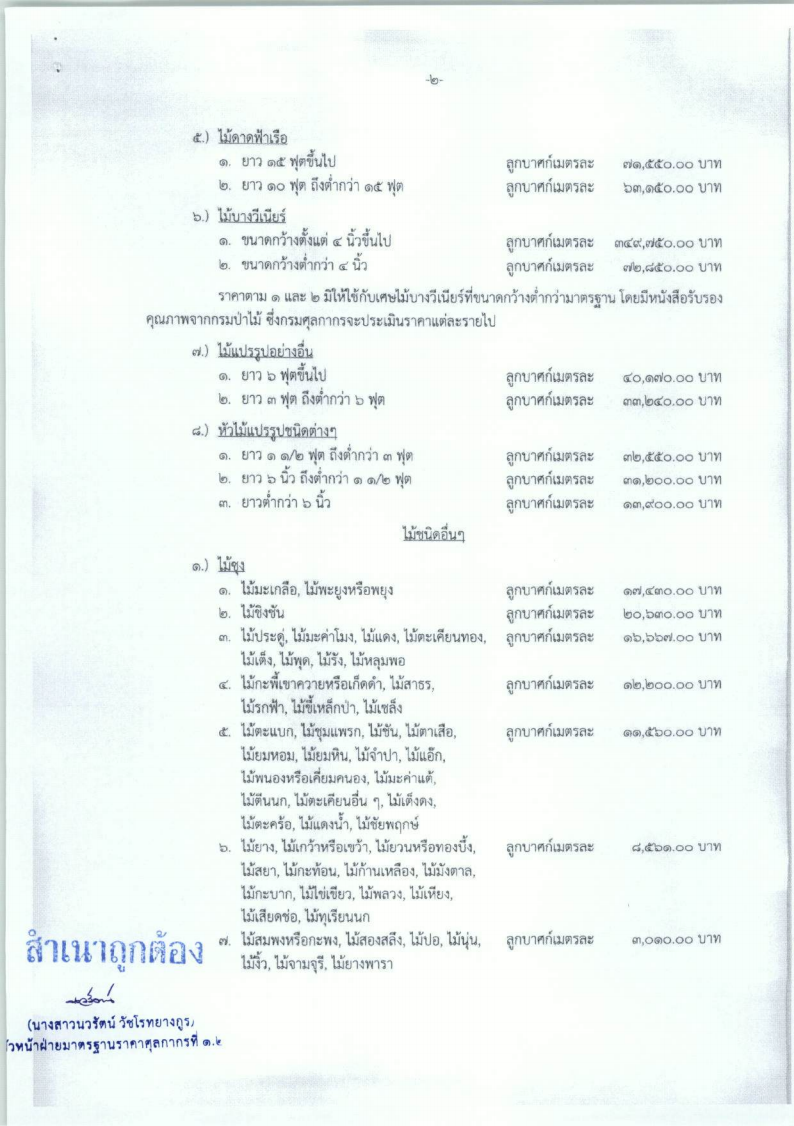 -๒-
๕.) ไม้ดาดฟ้าเรือ
๑. ยาว ๑๕ ฟุตขึ้นไป ลูกบาศก์เมตรละ ๗๑,๕๕๐.๐๐ บาท
๒. ยาว ๑๐ ฟุต ถึงต่ำกว่า ๑๕ ฟุต ลูกบาศก์เมตรละ ๖๓,๑๕๐.๐๐ บาท
๖.) ไม้บางวีเนียร์
๑. ขนาดกว้างตั้งแต่ ๔ นิ้วขึ้นไป ลูกบาศก์เมตรละ ๓๔๙,๗๕๐.๐๐ บาท
๒. ขนาดกว้างต่ำกว่า ๔ นิ้ว ลูกบาศก์เมตรละ ๗๒,๘๕๐.๐๐ บาท
ราคาตาม ๑ และ ๒ มิให้ใช้กับเศษไม้บางวีเนียร์ที่ขนาดกว้างต่ำกว่ามาตรฐาน โดยมีหนังสือรับรอง
คุณภาพจากกรมป่าไม้ ซึ่งกรมศุลกากรจะประเมินราคาแต่ละรายไป
๗.) ไม้แปรรูปอย่างอื่น
๑. ยาว ๖ ฟุตขึ้นไป ลูกบาศก์เมตรละ ๔๐,๑๗๐.๐๐ บาท
๒. ยาว ๓ ฟุต ถึงต่ำกว่า ๖ ฟุต ลูกบาศก์เมตรละ ๓๓,๒๔๐.๐๐ บาท
๘.) หัวไม้แปรรูปชนิดต่างๆ
๑. ยาว ๑ ๑/๒ ฟุต ถึงต่ำกว่า ๓ ฟุต ลูกบาศก์เมตรละ ๓๒,๕๕๐.๐๐ บาท
๒. ยาว ๖ นิ้ว ถึงต่ำกว่า ๑ ๑/๒ ฟุต ลูกบาศก์เมตรละ ๓๑,๒๐๐.๐๐ บาท
๓. ยาวต่ำกว่า ๖ นิ้ว ลูกบาศก์เมตรละ ๑๓,๙๐๐.๐๐ บาท
ไม้ชนิดอื่นๆ
๑.) ไม้ซุง
๑. ไม้มะเกลือ, ไม้พะยูงหรือพยุง ลูกบาศก์เมตรละ ๑๗,๔๓๐.๐๐ บาท
๒. ไม้ชิงชัน ลูกบาศก์เมตรละ ๒๐,๖๓๐.๐๐ บาท
๓. ไม้ประดู่, ไม้มะค่าโมง, ไม้แดง, ไม้ตะเคียนทอง, ลูกบาศก์เมตรละ ๑๖,๖๖๗.๐๐ บาท
ไม้เต็ง, ไม้พุด, ไม้รัง, ไม้หลุมพอ
๔. ไม้กะพี้เขาควายหรือเก็ดดำ, ไม้สาธร, ลูกบาศก์เมตรละ ๑๒,๒๐๐.๐๐ บาท
ไม้รกฟ้า, ไม้ขี้เหล็กป่า, ไม้เซล็ง
๕. ไม้ตะแบก, ไม้ชุมแพรก, ไม้ชัน, ไม้ตาเสือ, ลูกบาศก์เมตรละ ๑๑,๕๖๐.๐๐ บาท
ไม้ยมหอม, ไม้ยมหิน, ไม้จำปา, ไม้แอ๊ก,
ไม้พนองหรือเคี่ยมคนอง, ไม้มะค่าแต้,
ไม้ตีนนก, ไม้ตะเคียนอื่น ๆ, ไม้เต็งดง,
ไม้ตะคร้อ, ไม้แดงน้ำ, ไม้ชัยพฤกษ์
๖. ไม้ยาง, ไม้เกว้าหรือเขว้า, ไม้ยวนหรือทองบึ้ง, ลูกบาศก์เมตรละ ๘,๕๖๑.๐๐ บาท
ไม้สยา, ไม้กะท้อน, ไม้ก้านเหลือง, ไม้มังตาล,
ไม้กะบาก, ไม้ไข่เขียว, ไม้พลวง, ไม้เหียง,
ไม้เสียดช่อ, ไม้ทุเรียนนก
๗. ไม้สมพงหรือกะพง, ไม้สองสลึง, ไม้ปอ, ไม้นุ่น, ลูกบาศก์เมตรละ ๓,๐๑๐.๐๐ บาท
ไม้งิ้ว, ไม้จามจุรี, ไม้ยางพารา
สำเนาถูกต้อง
(นางสาวนวรัตน์ วัชโรทยางกูร)
วหน้าฝ่ายมาตรฐานราคาศุลกากรที่ ๑.๒